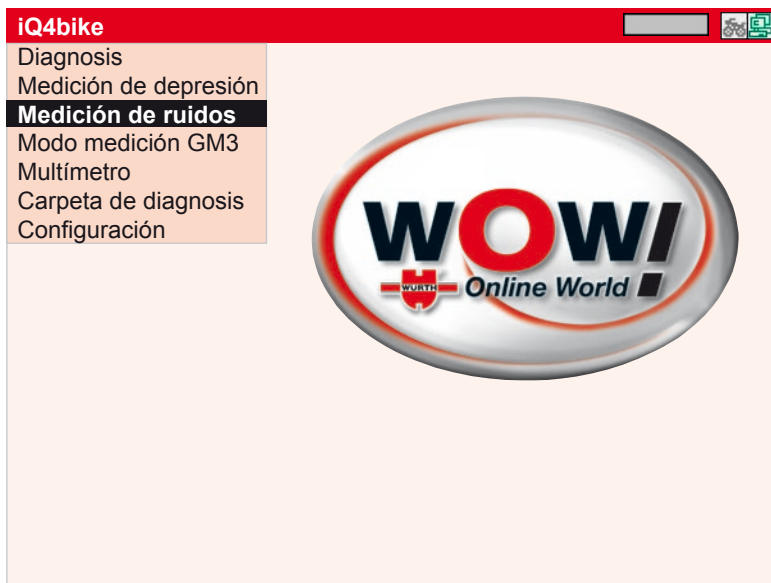 iQ4bike
Diagnosis
Medición de depresión
Medición de ruidos
Modo medición GM3
Multímetro
Carpeta de diagnosis
Configuración
WOW!
WÜRTH Online World